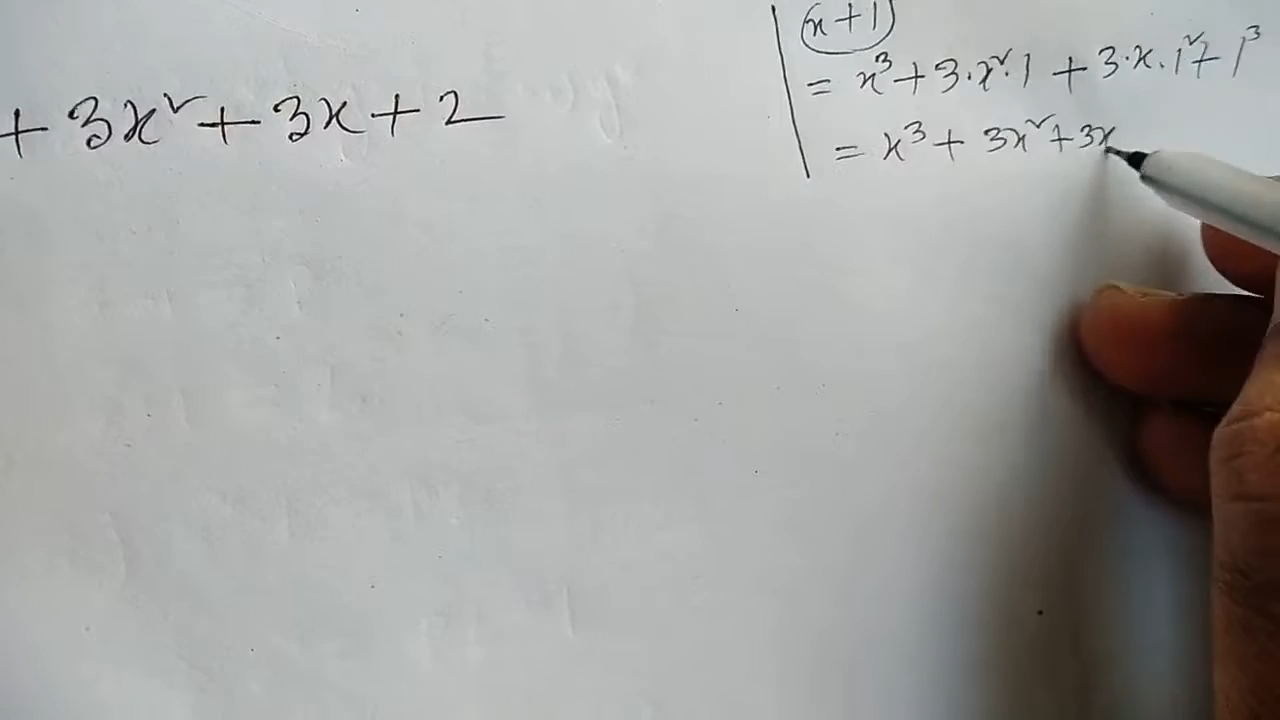 + 3x² + 3x + 2
(x + 1)
= x³ + 3·x²·1 + 3·x·1² + 1³
= x³ + 3x² + 3x